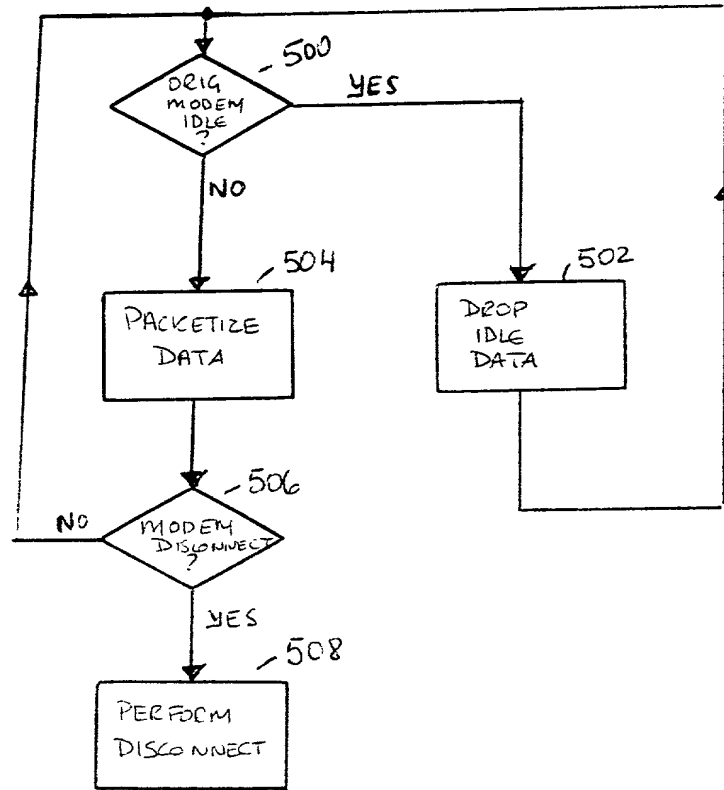 500
ORIG
MODEM
IDLE
?
YES
NO
504
PACKETIZE
DATA
502
DROP
IDLE
DATA
506
MODEM
DISCONNECT
?
NO
YES
508
PERFORM
DISCONNECT